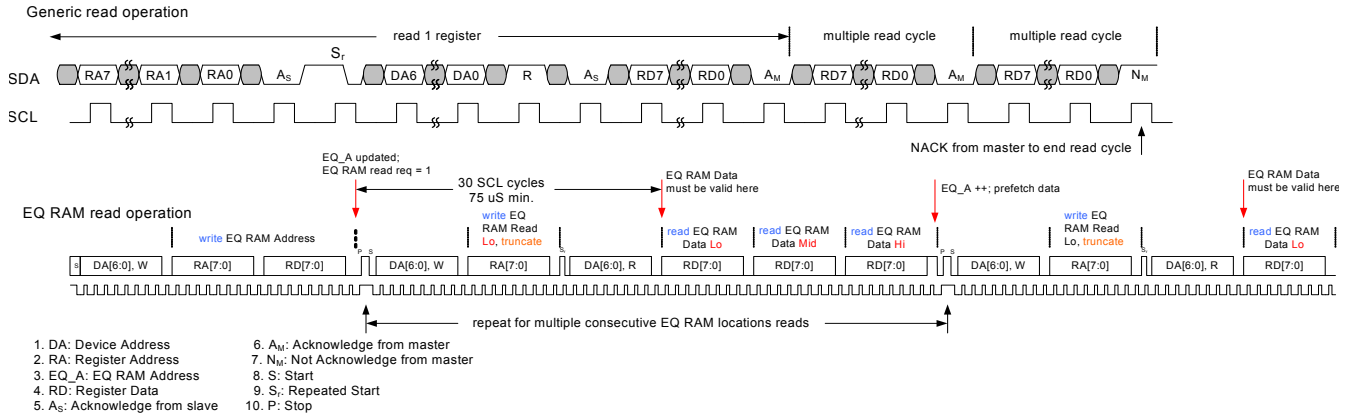 Generic read operation
read 1 register
multiple read cycle
multiple read cycle
Sr
SDA
RA7 RA1 RA0 AS DA6 DA0 R AS RD7 RD0 AM RD7 RD0 AM RD7 RD0 NM
SCL
NACK from master to end read cycle
EQ_A updated;
EQ RAM read req = 1
30 SCL cycles
75 uS min.
EQ RAM Data
must be valid here
EQ_A ++; prefetch data
EQ RAM Data
must be valid here
EQ RAM read operation
write EQ RAM Address
write EQ
RAM Read
Lo, truncate
read EQ RAM
Data Lo
read EQ RAM
Data Mid
read EQ RAM
Data Hi
write EQ
RAM Read
Lo, truncate
read EQ RAM
Data Lo
P S Sr P S Sr
S DA[6:0], W RA[7:0] RD[7:0] DA[6:0], W RA[7:0] DA[6:0], R RD[7:0] RD[7:0] RD[7:0] DA[6:0], W RA[7:0] DA[6:0], R RD[7:0]
repeat for multiple consecutive EQ RAM locations reads
1. DA: Device Address
2. RA: Register Address
3. EQ_A: EQ RAM Address
4. RD: Register Data
5. AS: Acknowledge from slave
6. AM: Acknowledge from master
7. NM: Not Acknowledge from master
8. S: Start
9. Sr: Repeated Start
10. P: Stop